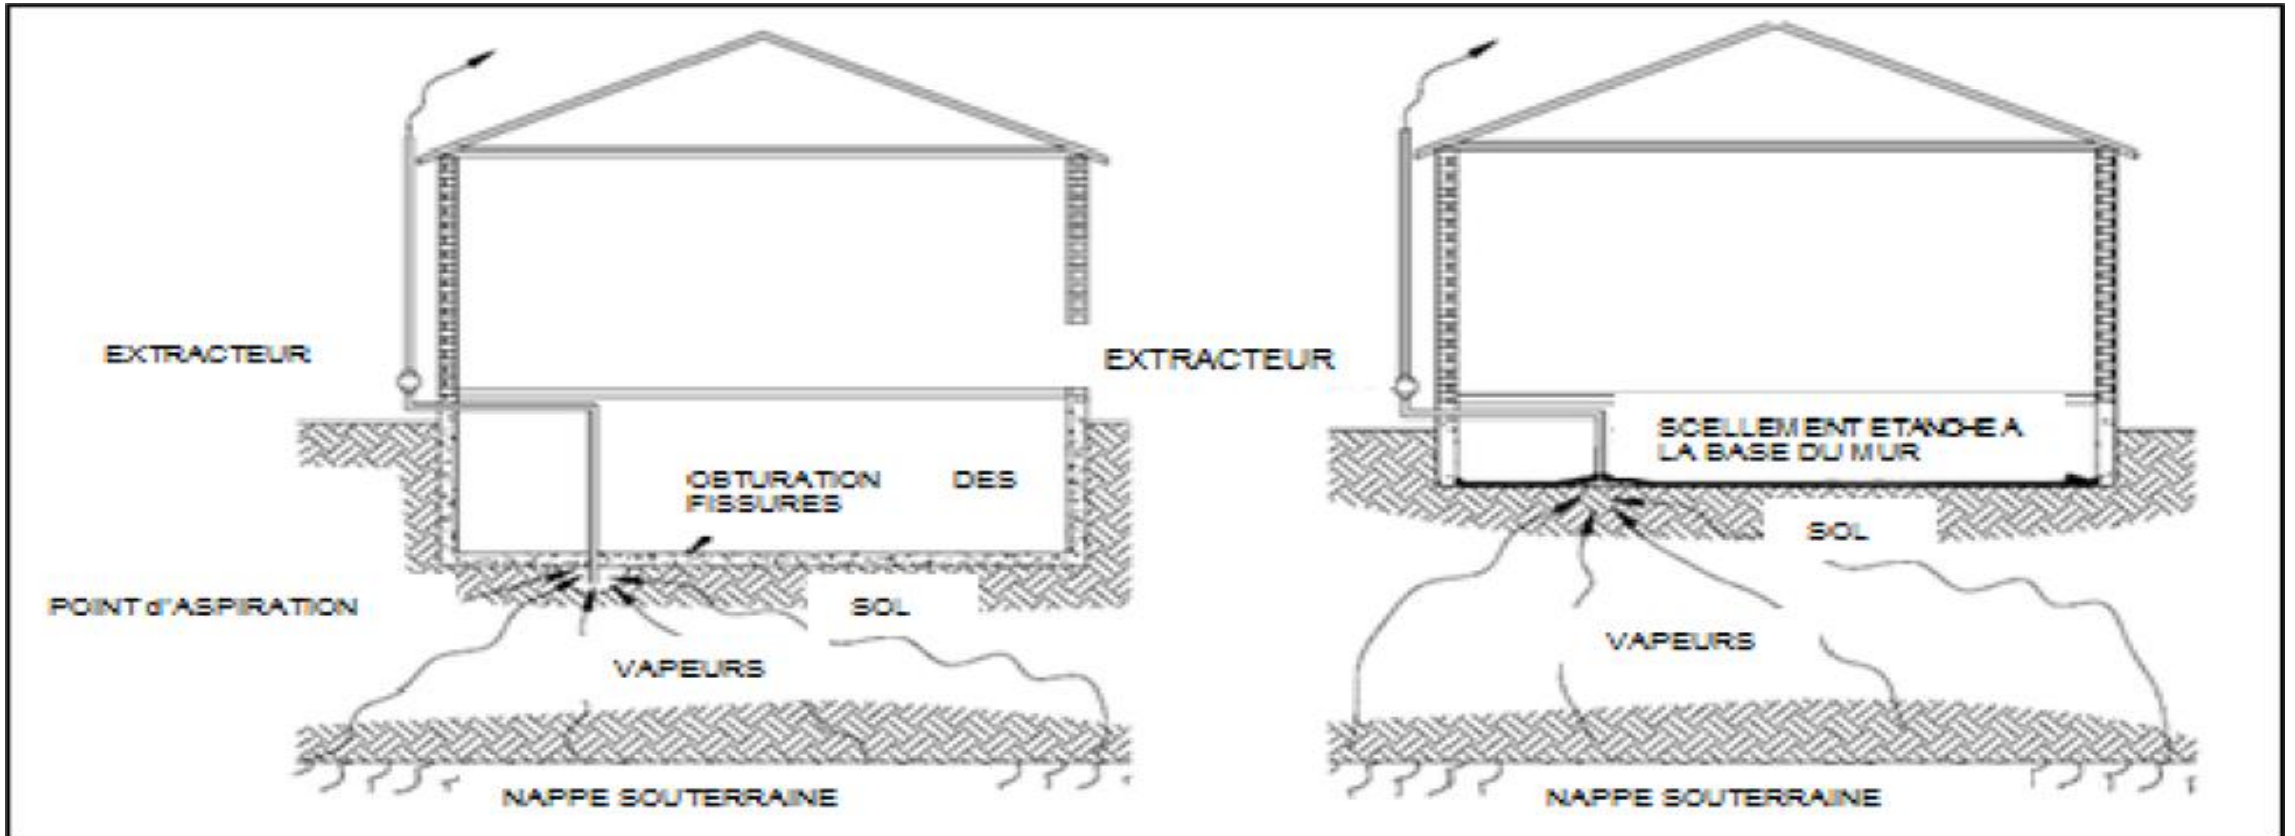 EXTRACTEUR
OBTURATION DES
FISSURES
POINT d'ASPIRATION
SOL
VAPEURS
NAPPE SOUTERRAINE
EXTRACTEUR
SCELLEMENT ETANCHE A
LA BASE DU MUR
SOL
VAPEURS
NAPPE SOUTERRAINE